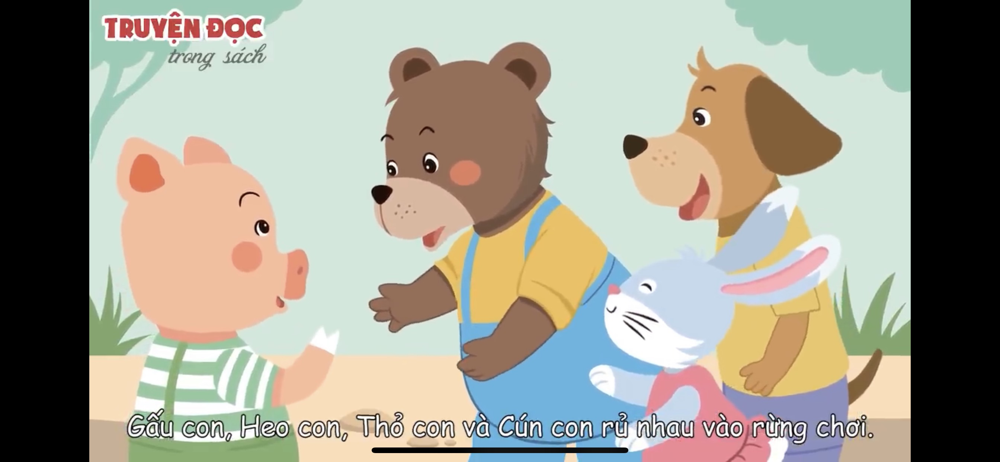 TRUYỆN ĐỌC
trong sách
Gấu con, Heo con, Thỏ con và Cún con rủ nhau vào rừng chơi.